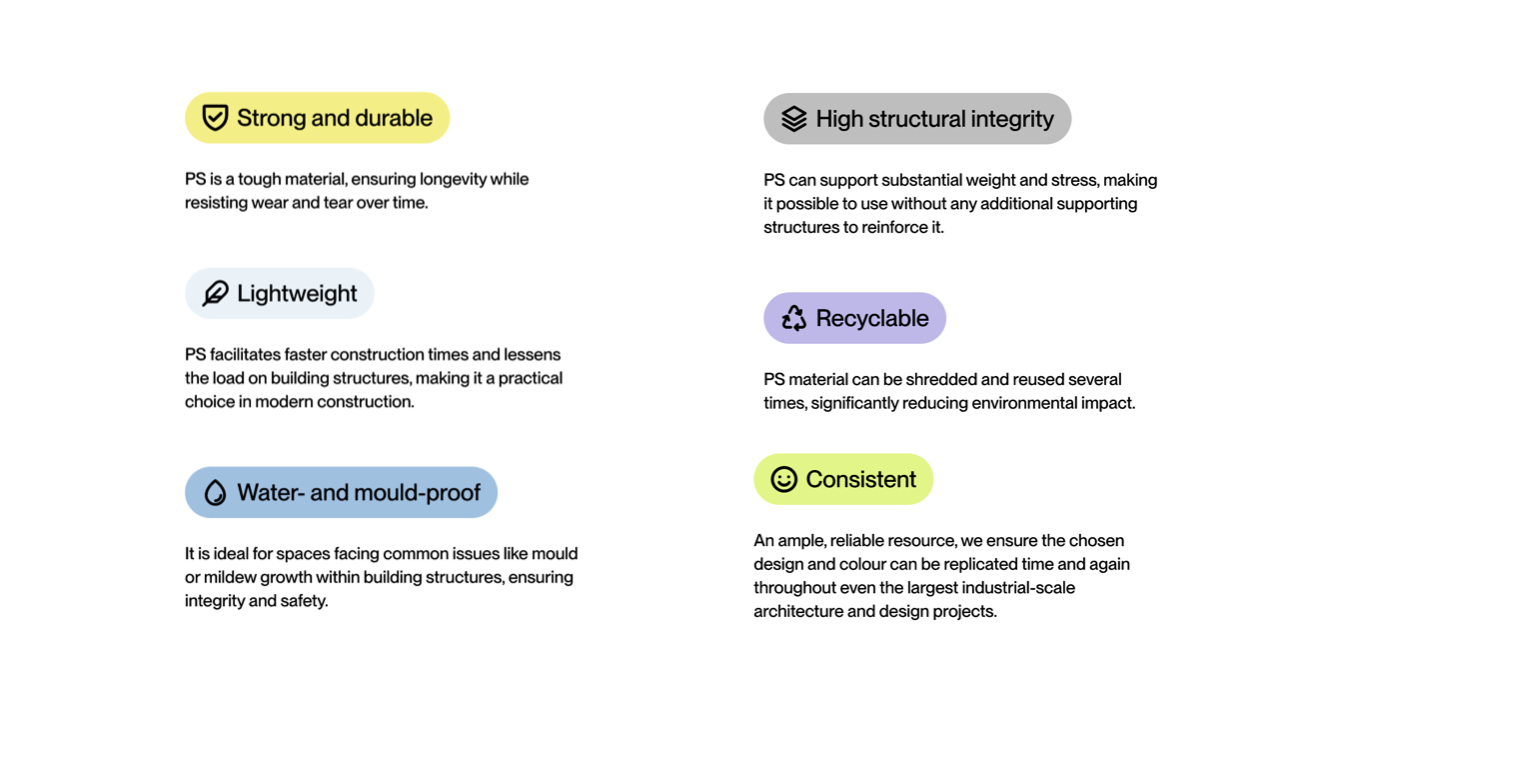 Strong and durable
PS is a tough material, ensuring longevity while
resisting wear and tear over time.
Lightweight
PS facilitates faster construction times and lessens
the load on building structures, making it a practical
choice in modern construction.
Water- and mould-proof
It is ideal for spaces facing common issues like mould
or mildew growth within building structures, ensuring
integrity and safety.
High structural integrity
PS can support substantial weight and stress, making
it possible to use without any additional supporting
structures to reinforce it.
Recyclable
PS material can be shredded and reused several
times, significantly reducing environmental impact.
Consistent
An ample, reliable resource, we ensure the chosen
design and colour can be replicated time and again
throughout even the largest industrial-scale
architecture and design projects.